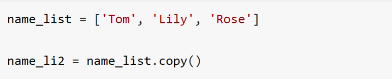 name_list = ['Tom', 'Lily', 'Rose']
name_li2 = name_list.copy()